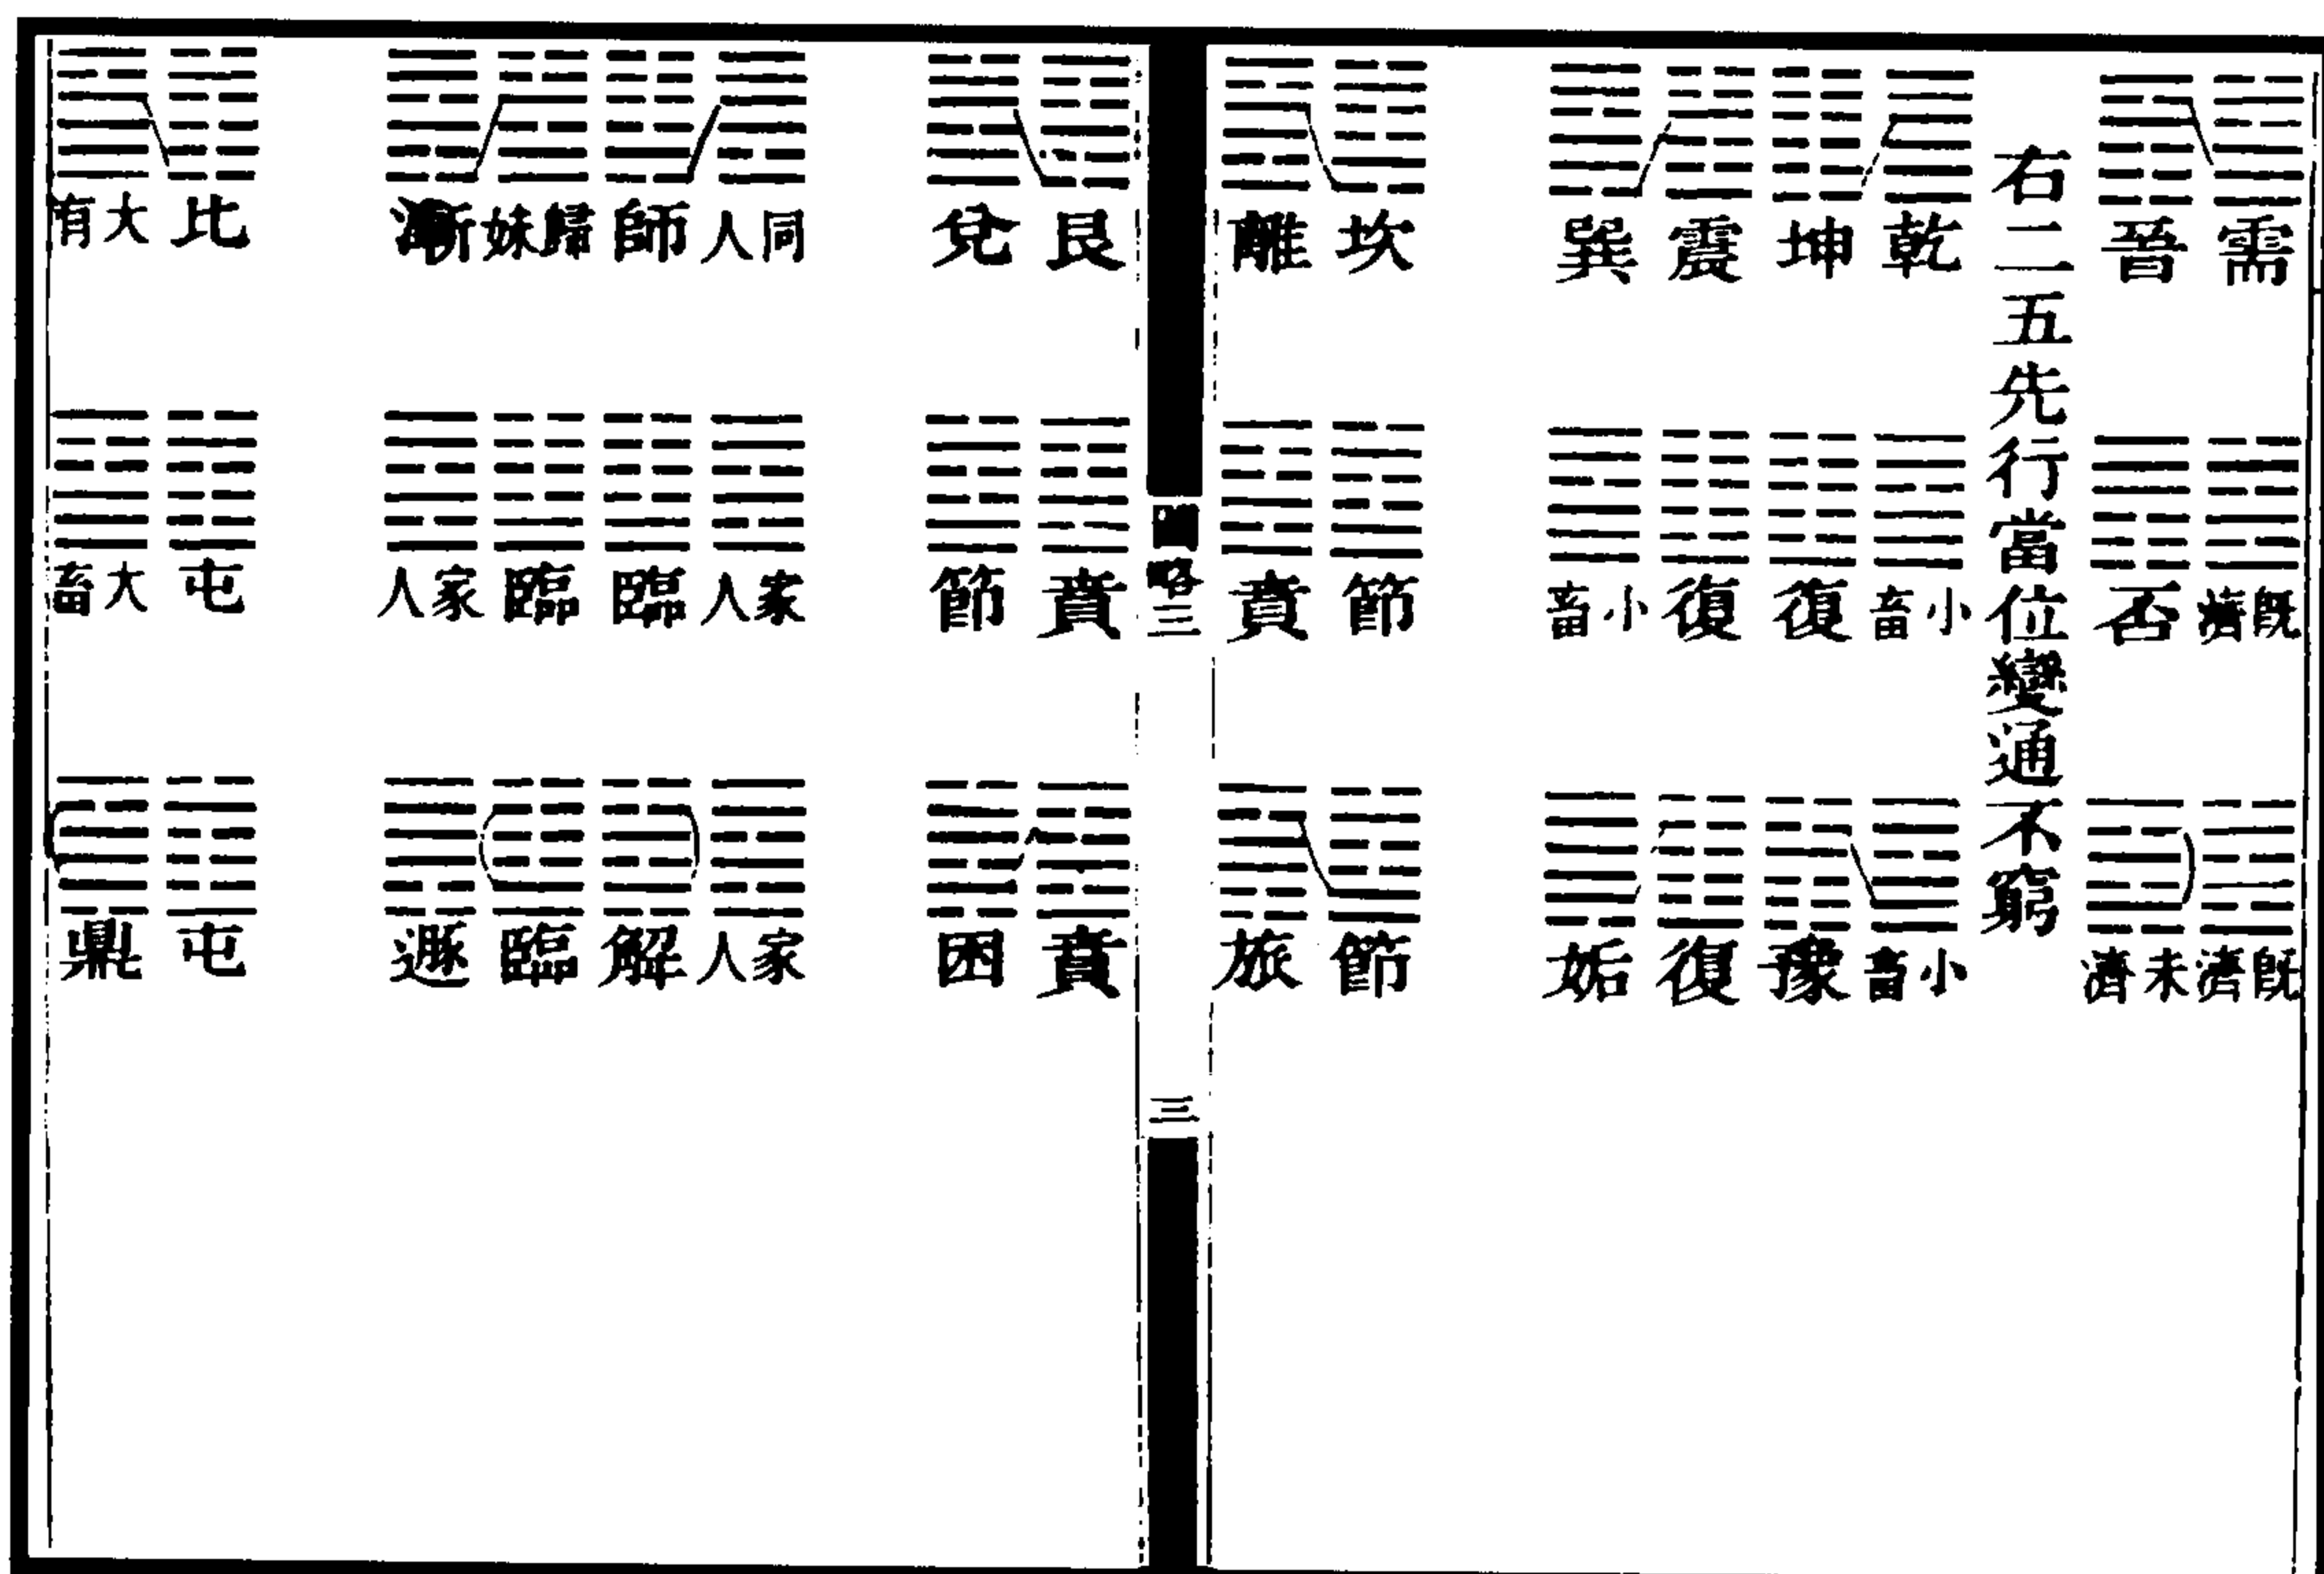 需 晉
既濟 否
既濟 未濟
右二五先行當位變通不窮
乾 坤 震 巽
小畜 復 復 小畜
小畜 豫 復 姤
坎 離
節 賁
節 旅
圖略三
三
艮 兌
賁 節
賁 困
同人 師 歸妹 漸
家人 臨 臨 家人
家人 解 臨 遯
比 大有
屯 大畜
屯 鼎